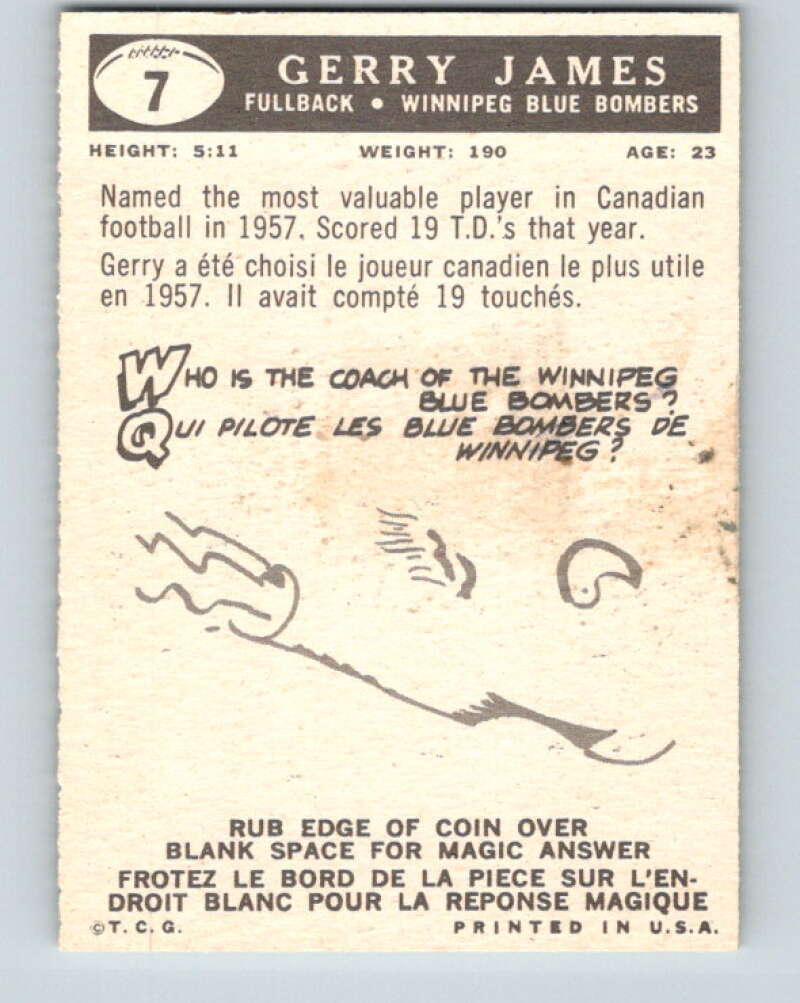 7
GERRY JAMES
FULLBACK • WINNIPEG BLUE BOMBERS
HEIGHT: 5:11 WEIGHT: 190 AGE: 23
Named the most valuable player in Canadian
football in 1957. Scored 19 T.D.'s that year.
Gerry a été choisi le joueur canadien le plus utile
en 1957. Il avait compté 19 touchés.
WHO IS THE COACH OF THE WINNIPEG
BLUE BOMBERS?
QUI PILOTE LES BLUE BOMBERS DE
WINNIPEG?
RUB EDGE OF COIN OVER
BLANK SPACE FOR MAGIC ANSWER
FROTEZ LE BORD DE LA PIECE SUR L'EN-
DROIT BLANC POUR LA REPONSE MAGIQUE
©T. C. G. PRINTED IN U.S.A.